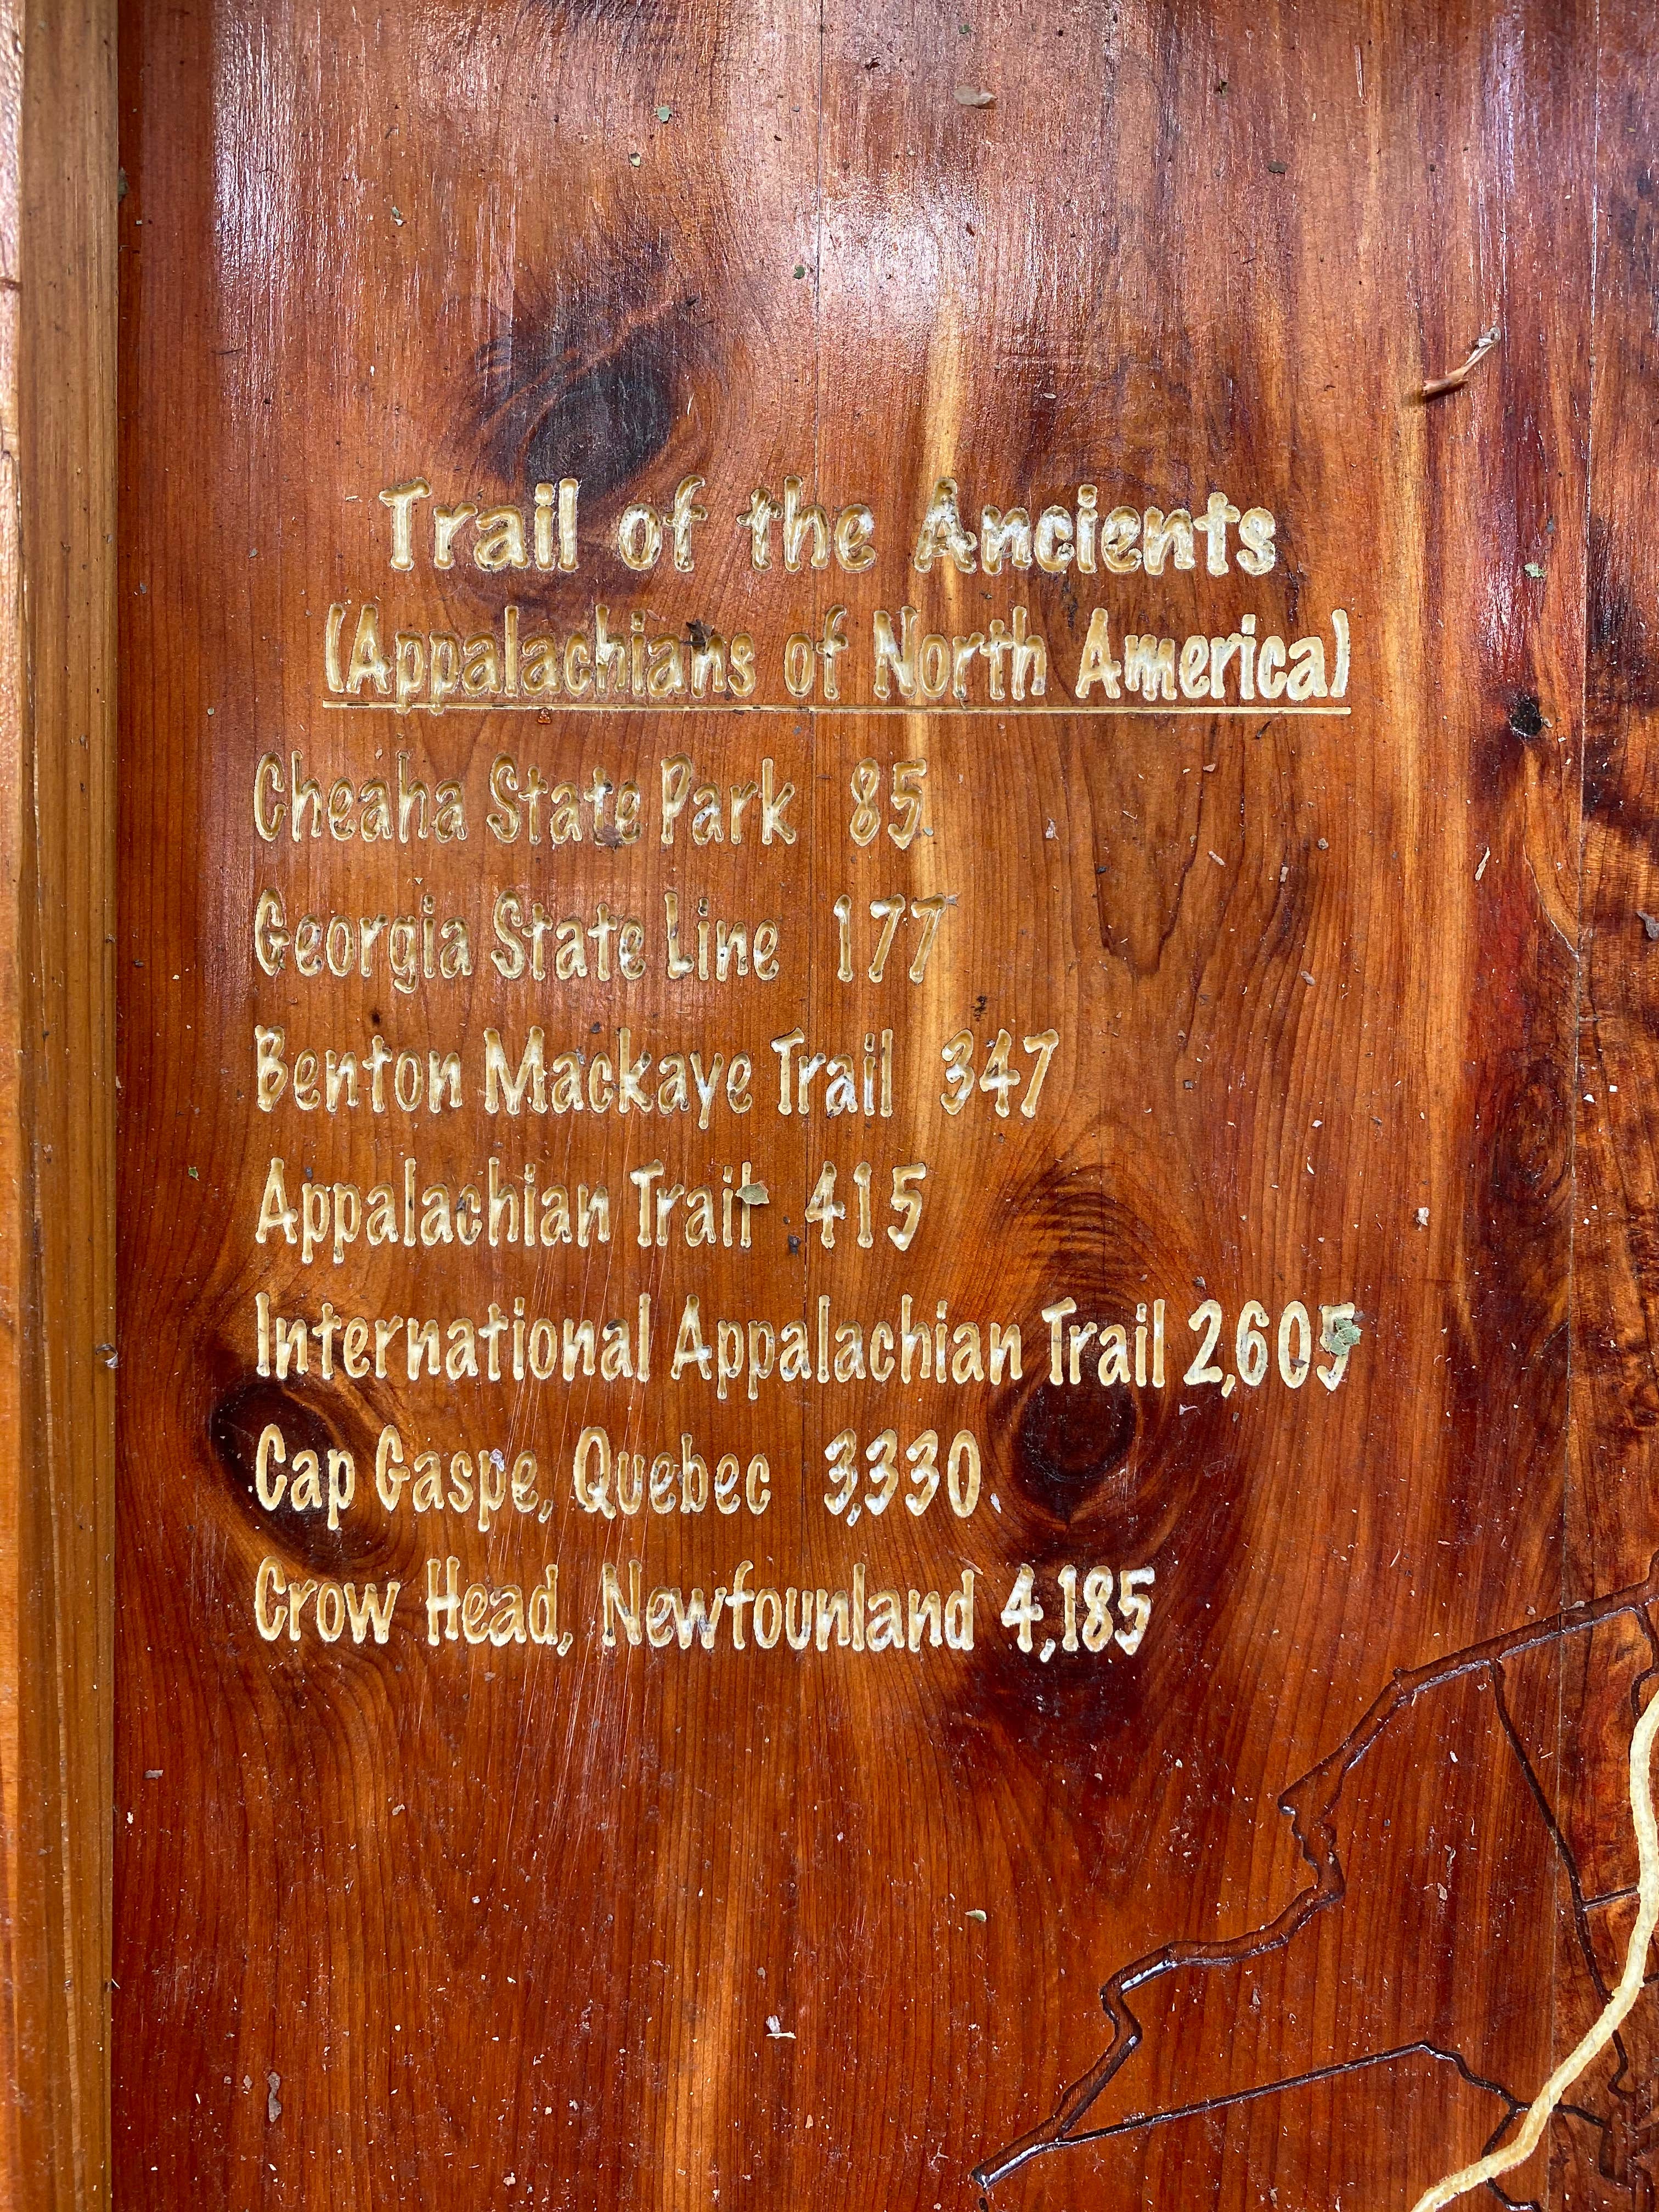 Trail of the Ancients
(Appalachians of North America)
Cheaha State Park 85
Georgia State Line 177
Benton Mackaye Trail 347
Appalachian Trail 415
International Appalachian Trail 2,605
Cap Gaspe, Quebec 3,330
Crow Head, Newfounland 4,185